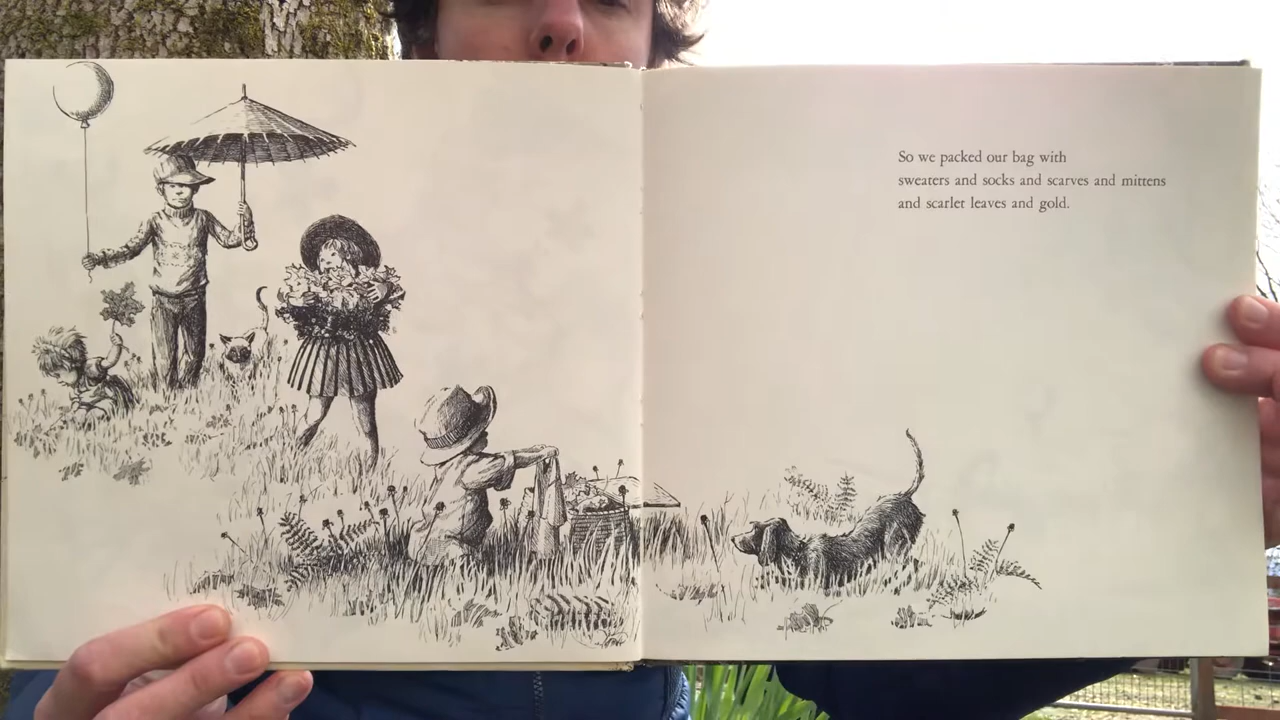 So we packed our bag with
sweaters and socks and scarves and mittens
and scarlet leaves and gold.